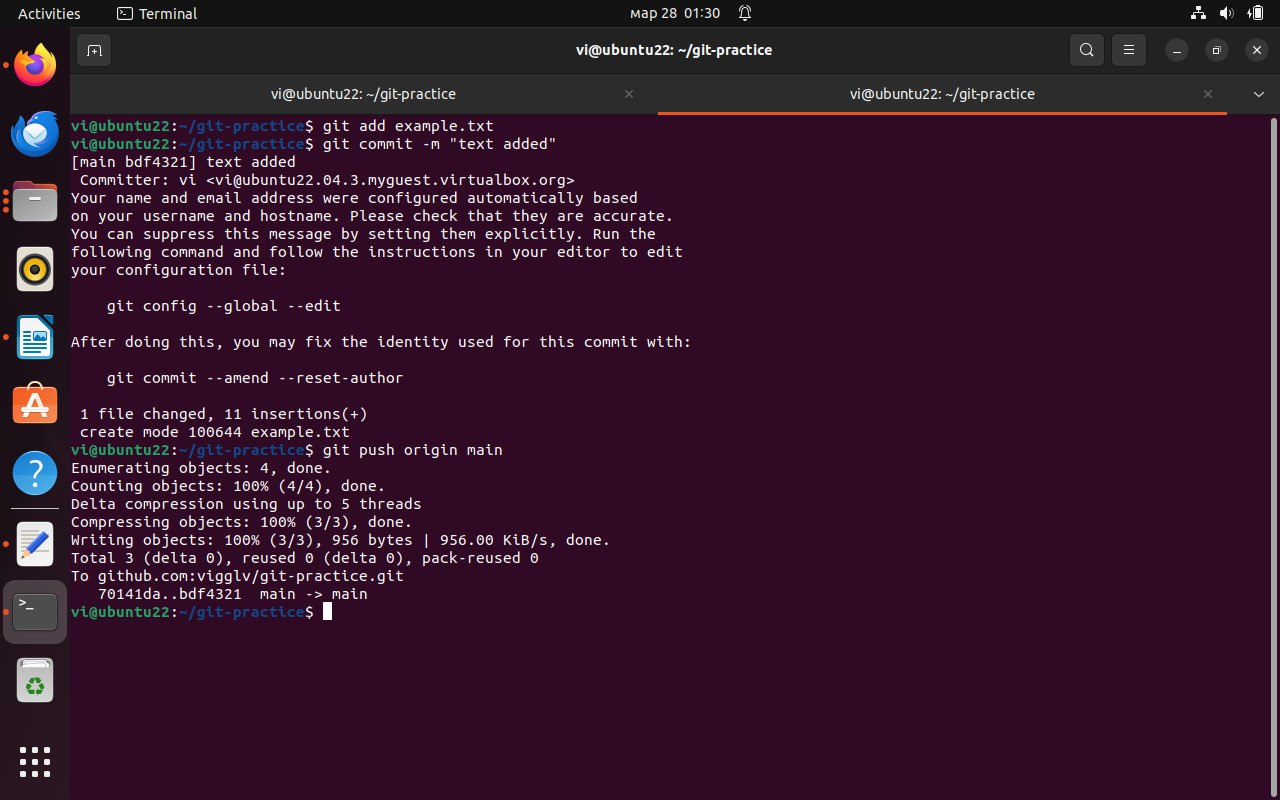 Activities
Terminal
мар 28 01:30
vi@ubuntu22: ~/git-practice
vi@ubuntu22: ~/git-practice
vi@ubuntu22: ~/git-practice
vi@ubuntu22:~/git-practice$ git add example.txt
vi@ubuntu22:~/git-practice$ git commit -m "text added"
[main bdf4321] text added
 Committer: vi <vi@ubuntu22.04.3.myguest.virtualbox.org>
Your name and email address were configured automatically based
on your username and hostname. Please check that they are accurate.
You can suppress this message by setting them explicitly. Run the
following command and follow the instructions in your editor to edit
your configuration file:
    git config --global --edit
After doing this, you may fix the identity used for this commit with:
    git commit --amend --reset-author
 1 file changed, 11 insertions(+)
 create mode 100644 example.txt
vi@ubuntu22:~/git-practice$ git push origin main
Enumerating objects: 4, done.
Counting objects: 100% (4/4), done.
Delta compression using up to 5 threads
Compressing objects: 100% (3/3), done.
Writing objects: 100% (3/3), 956 bytes | 956.00 KiB/s, done.
Total 3 (delta 0), reused 0 (delta 0), pack-reused 0
To github.com:vigglv/git-practice.git
   70141da..bdf4321  main -> main
vi@ubuntu22:~/git-practice$